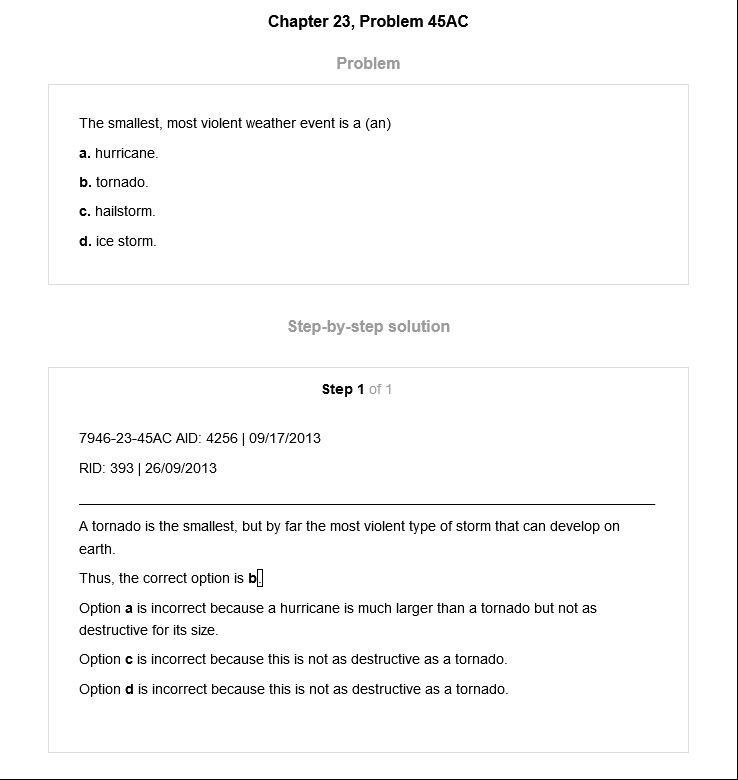 Chapter 23, Problem 45AC
Problem
The smallest, most violent weather event is a (an)
a. hurricane.
b. tornado.
c. hailstorm.
d. ice storm.
Step-by-step solution
Step 1 of 1
7946-23-45AC AID: 4256 | 09/17/2013
RID: 393 | 26/09/2013
A tornado is the smallest, but by far the most violent type of storm that can develop on
earth.
Thus, the correct option is b.
Option a is incorrect because a hurricane is much larger than a tornado but not as
destructive for its size.
Option c is incorrect because this is not as destructive as a tornado.
Option d is incorrect because this is not as destructive as a tornado.